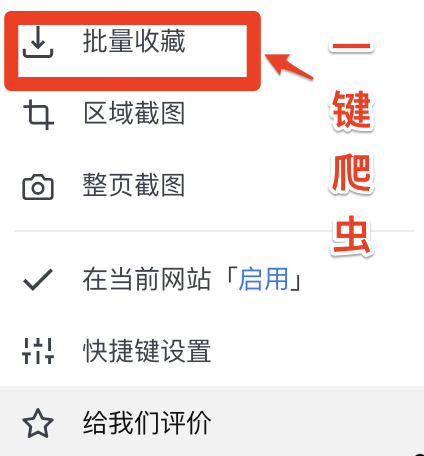 批量收藏
区域截图
整页截图
在当前网站「启用」
快捷键设置
给我们评价
一键爬虫